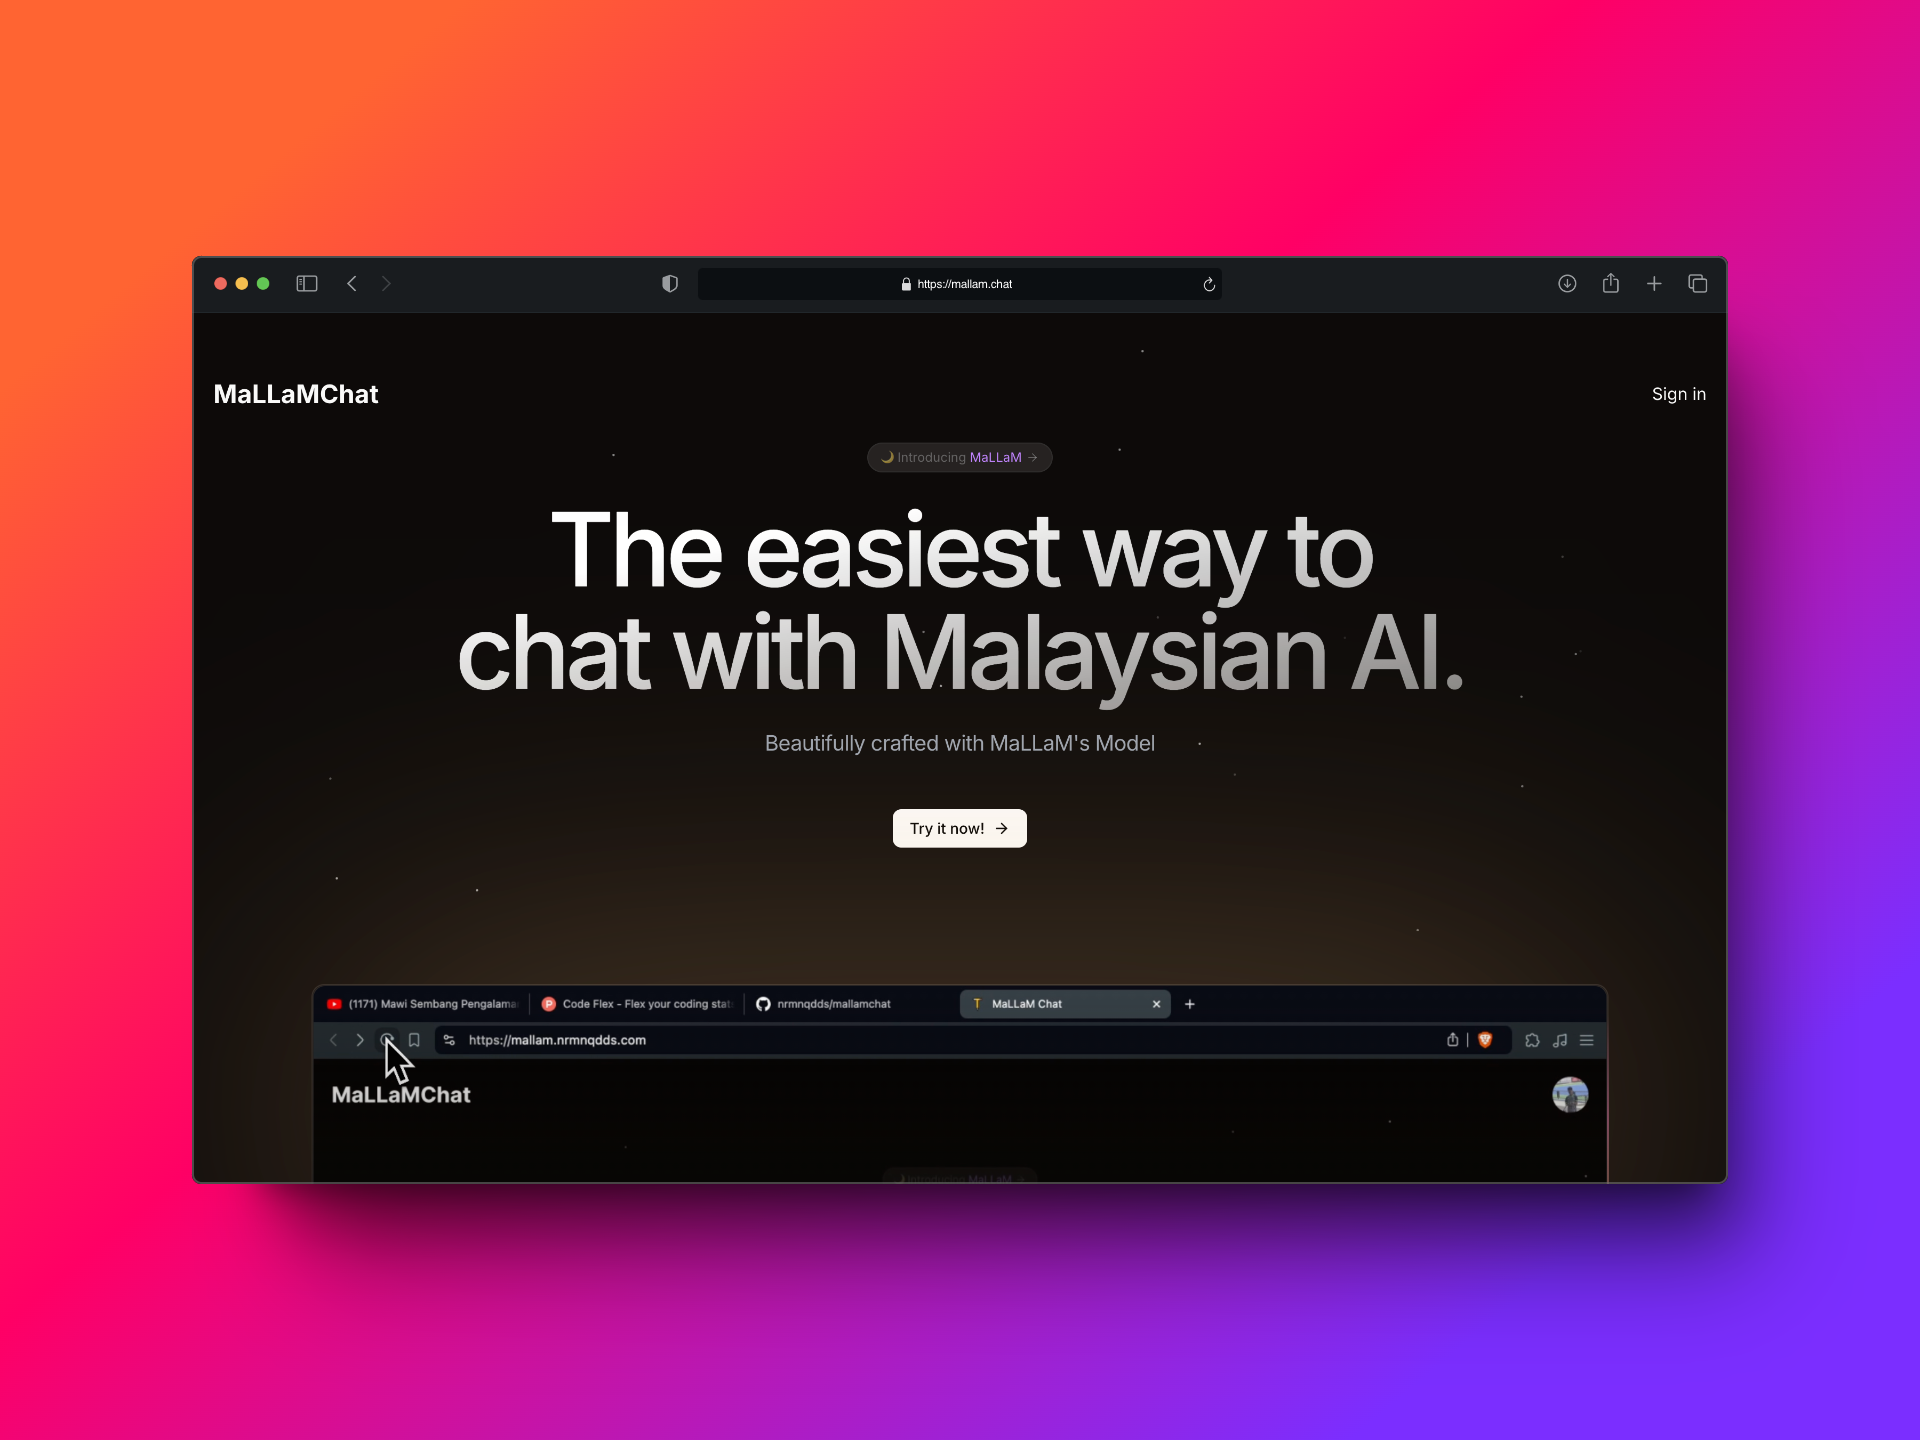 https://mallam.chat
MaLLaMChat
Sign in
🌙 Introducing MaLLaM →
The easiest way to
chat with Malaysian AI.
Beautifully crafted with MaLLaM's Model
Try it now! →
(1171) Mawi Sembang Pengalama
Code Flex - Flex your coding stat
nrmnqdds/mallamchat
T MaLLaM Chat
https://mallam.nrmnqdds.com
MaLLaMChat
Introducing MaLLaM →